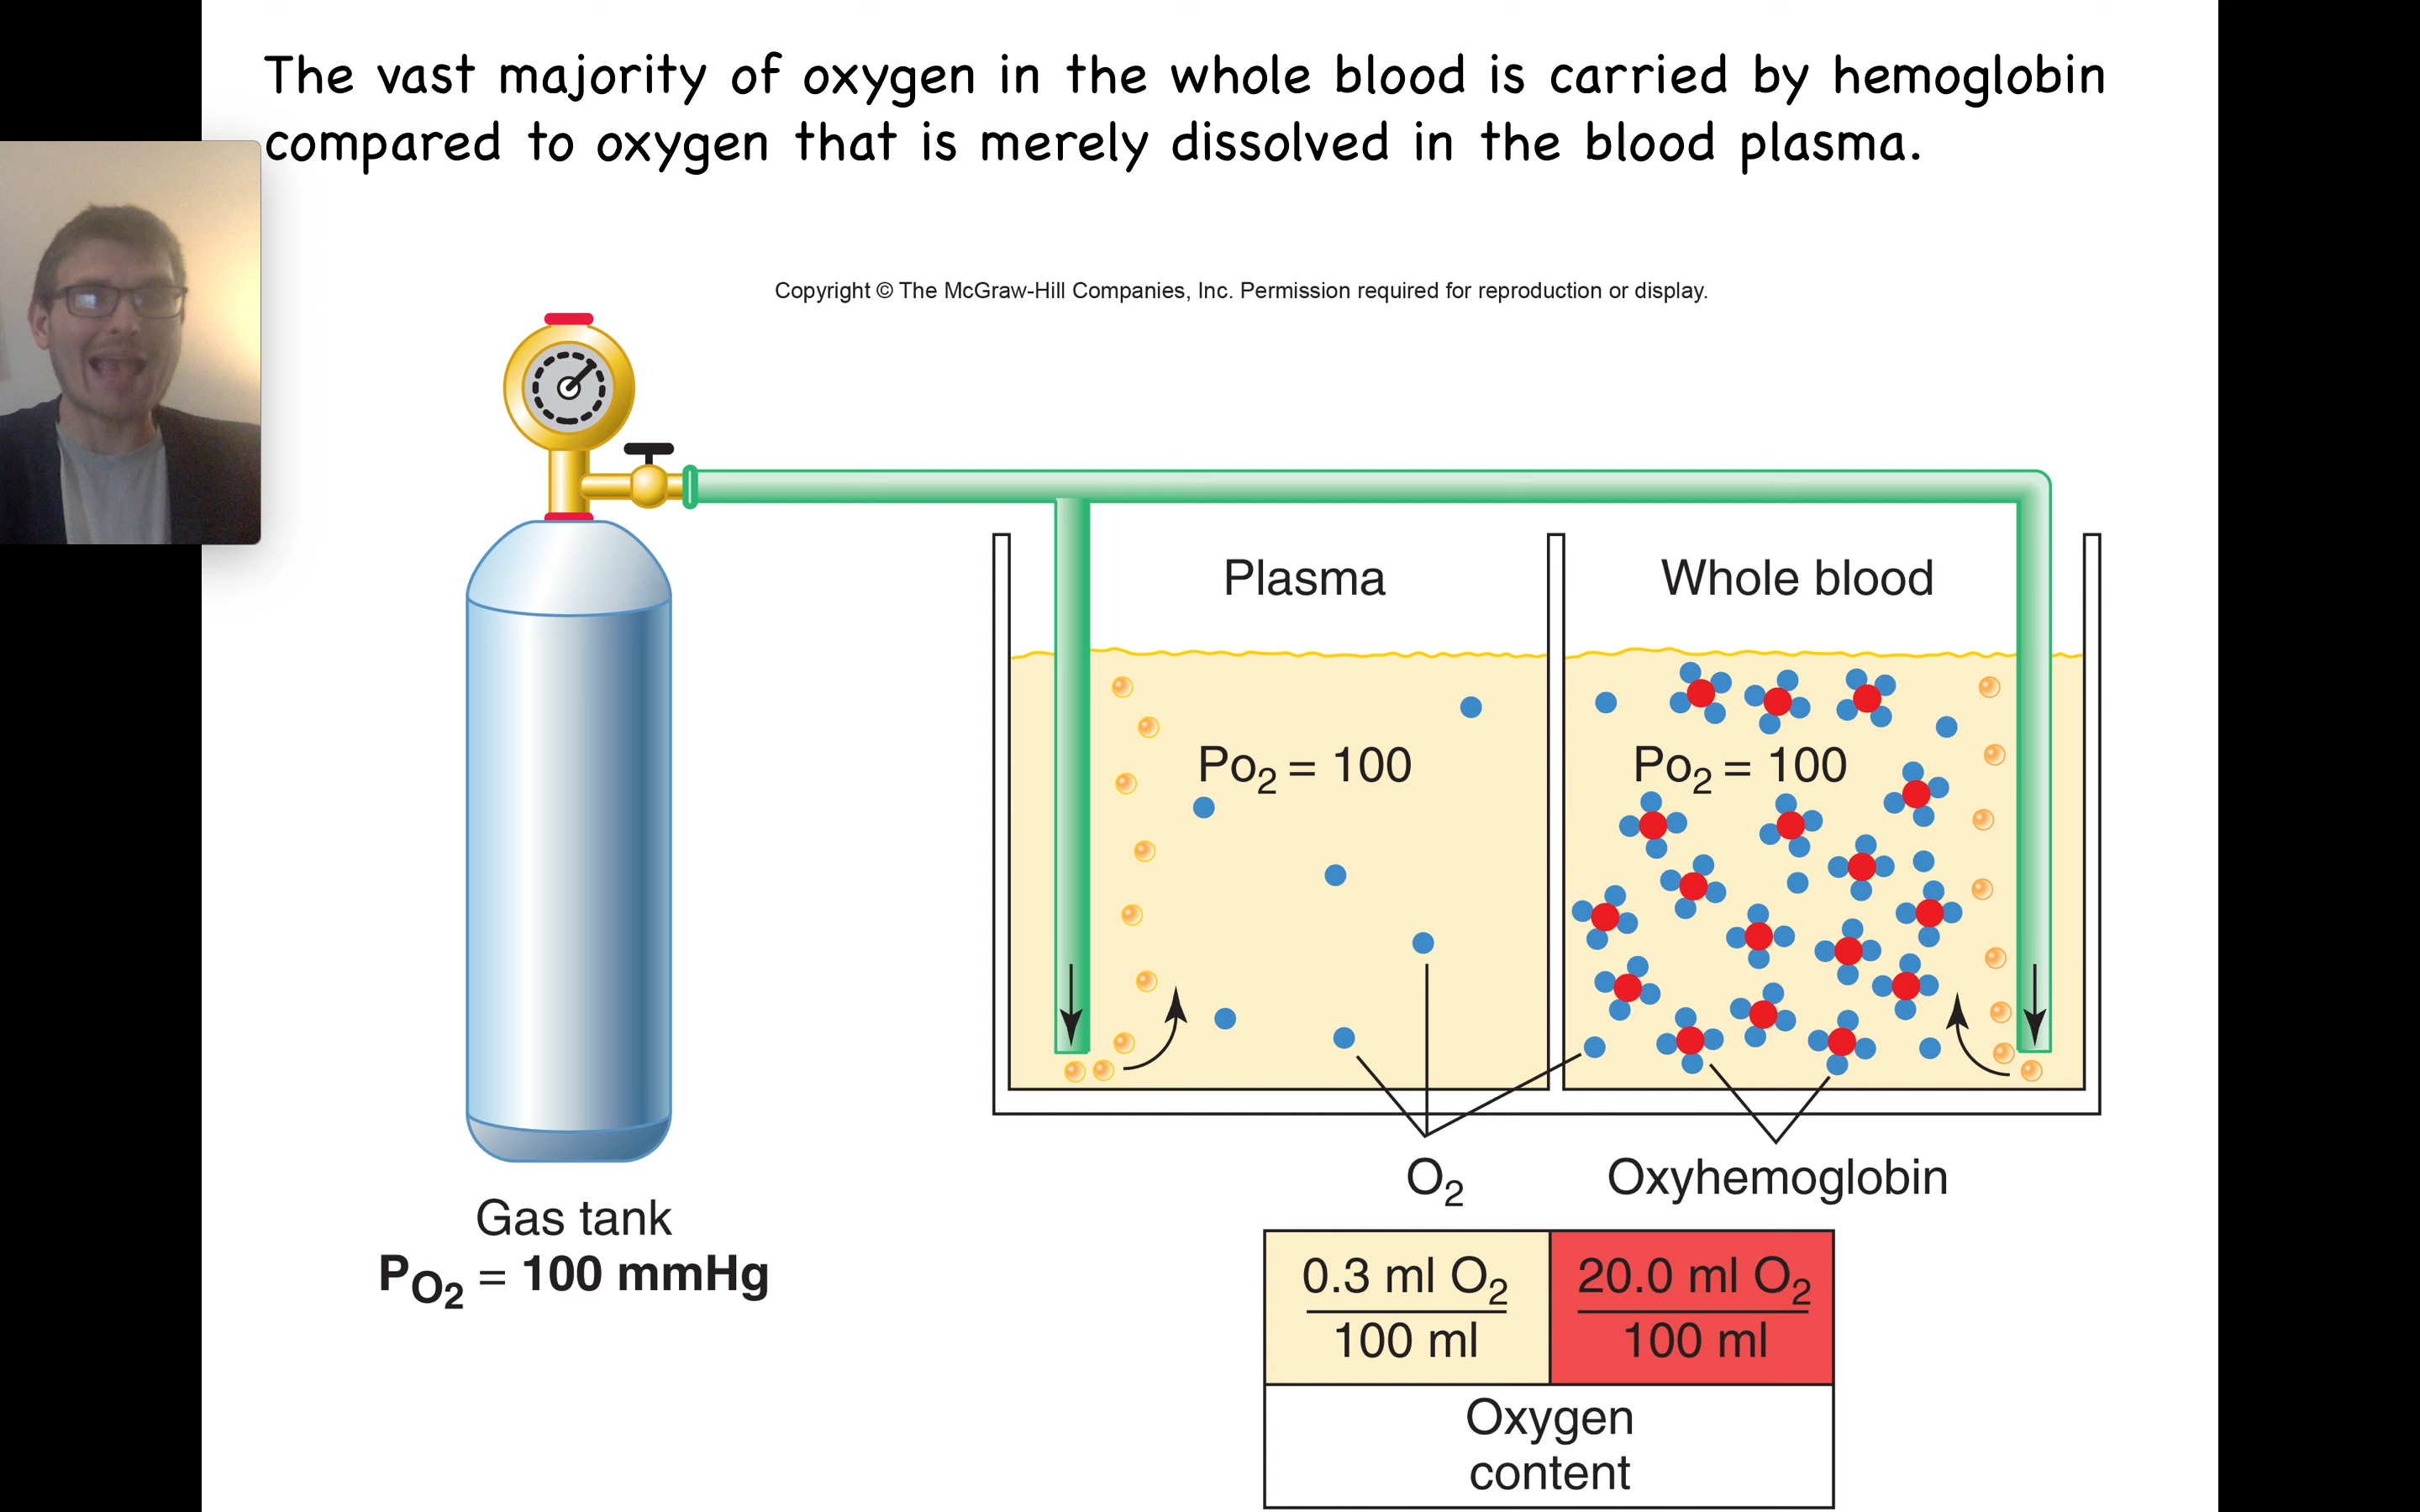 The vast majority of oxygen in the whole blood is carried by hemoglobin
compared to oxygen that is merely dissolved in the blood plasma.
Copyright © The McGraw-Hill Companies, Inc. Permission required for reproduction or display.
Plasma
Whole blood
Po₂ = 100
Po₂ = 100
O₂
Oxyhemoglobin
Gas tank
PO₂ = 100 mmHg
0.3 ml O₂
100 ml
20.0 ml O₂
100 ml
Oxygen
content